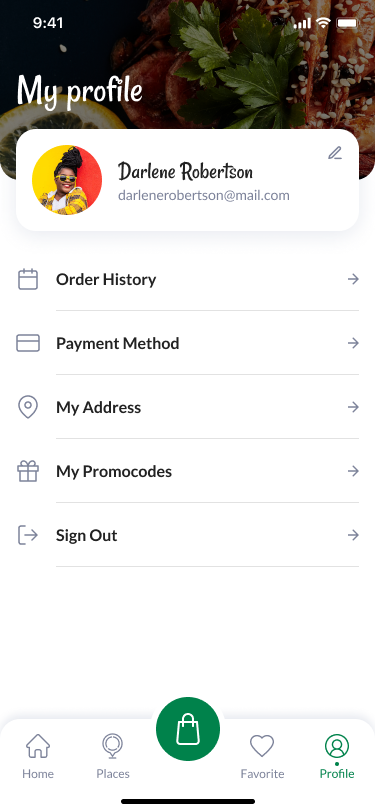 9:41
My profile
Darlene Robertson
darlenerobertson@mail.com
Order History
Payment Method
My Address
My Promocodes
Sign Out
Home
Places
Favorite
Profile